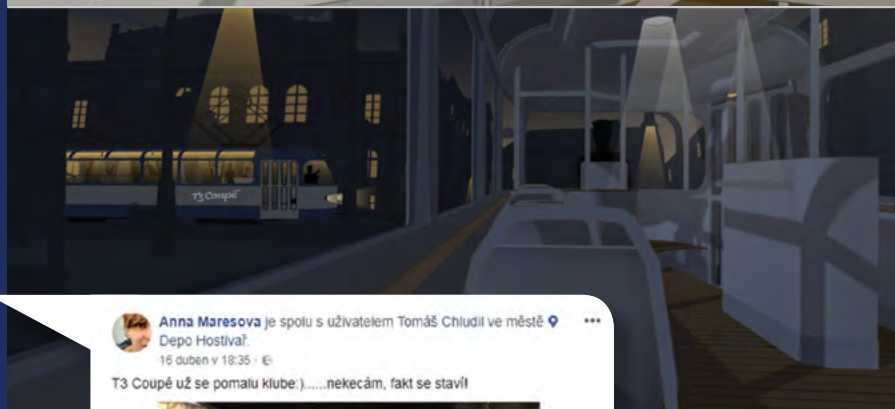 T3 Coupé
Anna Maresova je spolu s uživatelem Tomáš Chludil ve městě
Depo Hostivař.
16 duben v 18:35 ·
T3 Coupé už se pomalu klube:)......nekecám, fakt se staví!